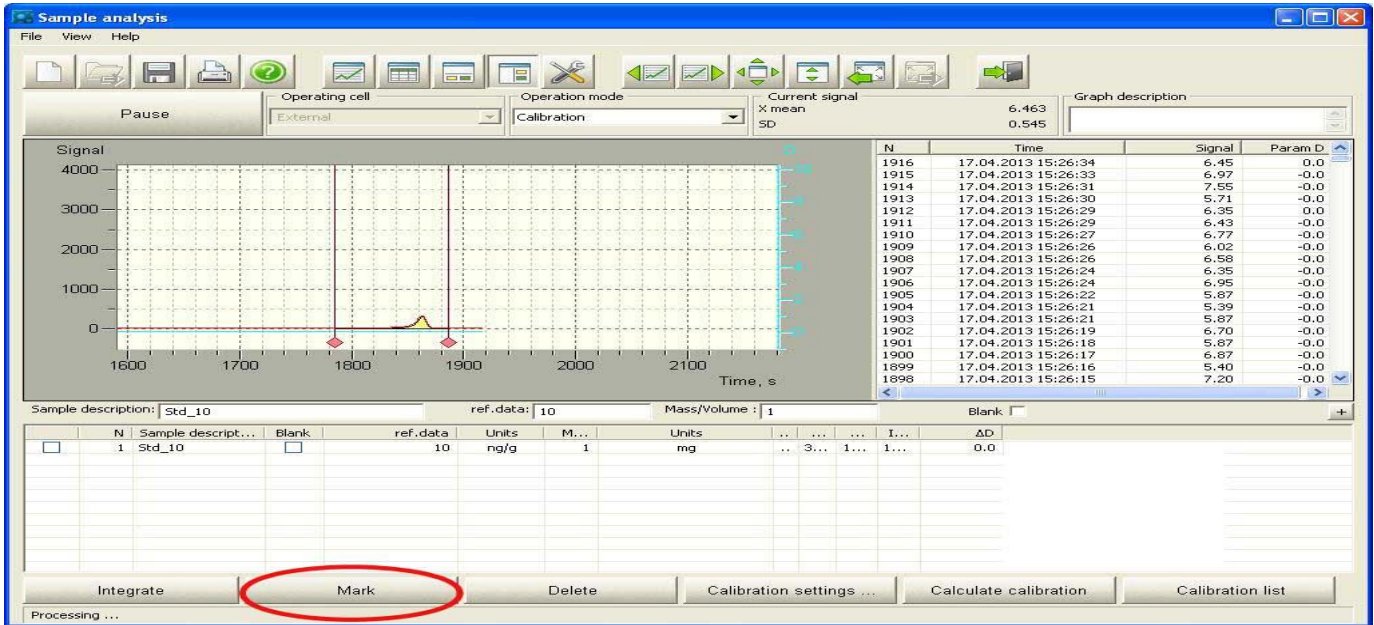 Sample analysis
File View Help
Operating cell
Operation mode
Current signal
Graph description
Pause
External
Calibration
X mean 6.463
SD 0.545
Signal
4000
3000
2000
1000
0
1600 1700 1800 1900 2000 2100
Time, s
N Time Signal Param D
1916 17.04.2013 15:26:34 6.45 0.0
1915 17.04.2013 15:26:33 6.97 -0.0
1914 17.04.2013 15:26:31 7.55 -0.0
1913 17.04.2013 15:26:30 5.71 -0.0
1912 17.04.2013 15:26:29 6.35 0.0
1911 17.04.2013 15:26:29 6.43 -0.0
1910 17.04.2013 15:26:27 6.77 -0.0
1909 17.04.2013 15:26:26 6.02 -0.0
1908 17.04.2013 15:26:26 6.58 -0.0
1907 17.04.2013 15:26:24 6.35 -0.0
1906 17.04.2013 15:26:24 6.95 -0.0
1905 17.04.2013 15:26:22 5.87 -0.0
1904 17.04.2013 15:26:21 5.39 -0.0
1903 17.04.2013 15:26:21 5.87 -0.0
1902 17.04.2013 15:26:19 6.70 -0.0
1901 17.04.2013 15:26:18 5.87 -0.0
1900 17.04.2013 15:26:17 6.87 -0.0
1899 17.04.2013 15:26:16 5.40 -0.0
1898 17.04.2013 15:26:15 7.20 -0.0
Sample description: Std_10 ref.data: 10 Mass/Volume : 1 Blank +
N Sample descript... Blank ref.data Units M... Units .. ... ... I... ΔD
1 Std_10 10 ng/g 1 mg .. 3... 1... 1... 0.0
Integrate Mark Delete Calibration settings ... Calculate calibration Calibration list
Processing ...